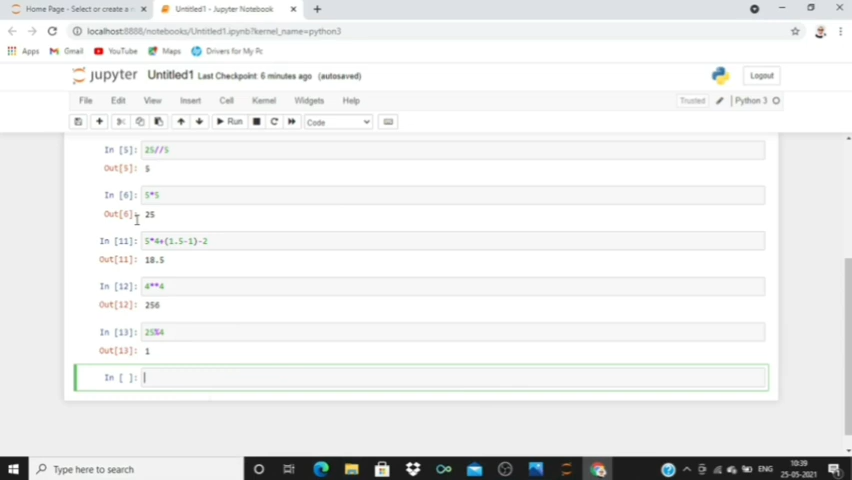 Home Page - Select or create a n
Untitled1 - Jupyter Notebook
localhost:8888/notebooks/Untitled1.ipynb?kernel_name=python3
Apps Gmail YouTube Maps Drivers for My Pc
jupyter Untitled1 Last Checkpoint: 6 minutes ago (autosaved) Logout
File Edit View Insert Cell Kernel Widgets Help Trusted Python 3
Run Code
In [5]: 25//5
Out[5]: 5
In [6]: 5*5
Out[6]: 25
In [11]: 5*4+(1.5-1)-2
Out[11]: 18.5
In [12]: 4**4
Out[12]: 256
In [13]: 25%4
Out[13]: 1
In [ ]:
Type here to search
ENG
10:39
25-05-2021